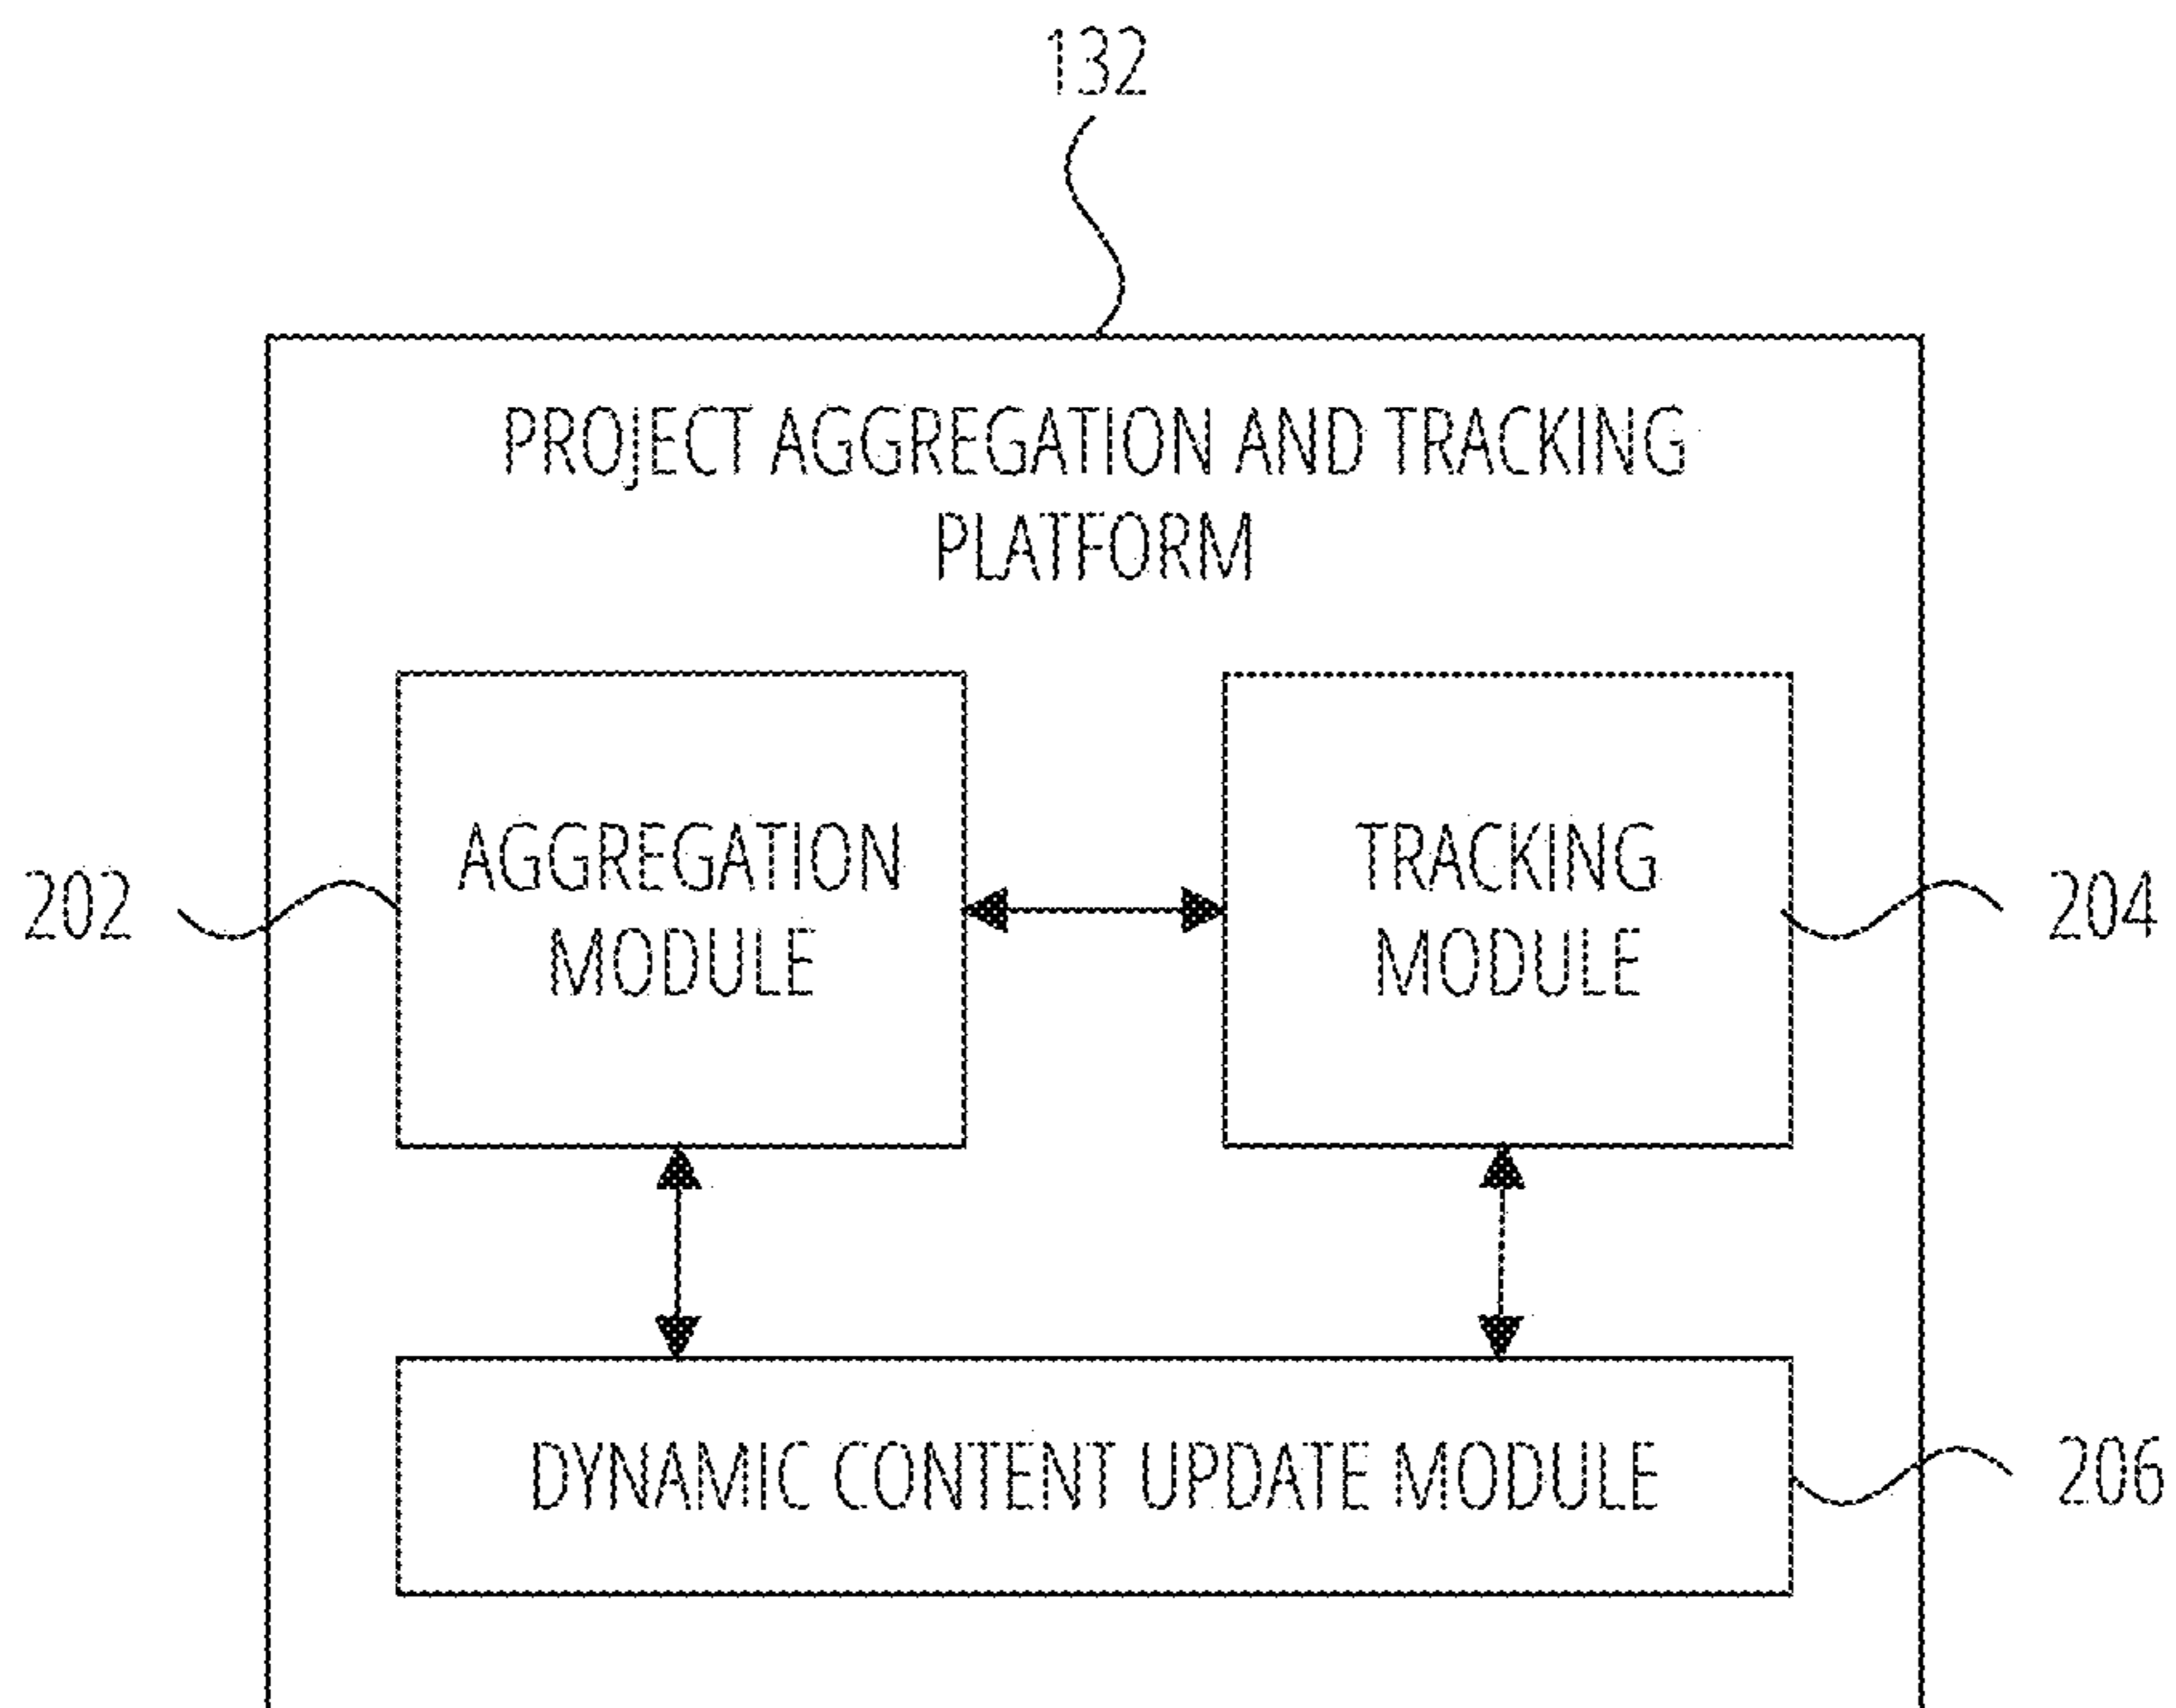 132
PROJECT AGGREGATION AND TRACKING
PLATFORM
AGGREGATION
MODULE
TRACKING
MODULE
202
204
DYNAMIC CONTENT UPDATE MODULE
206